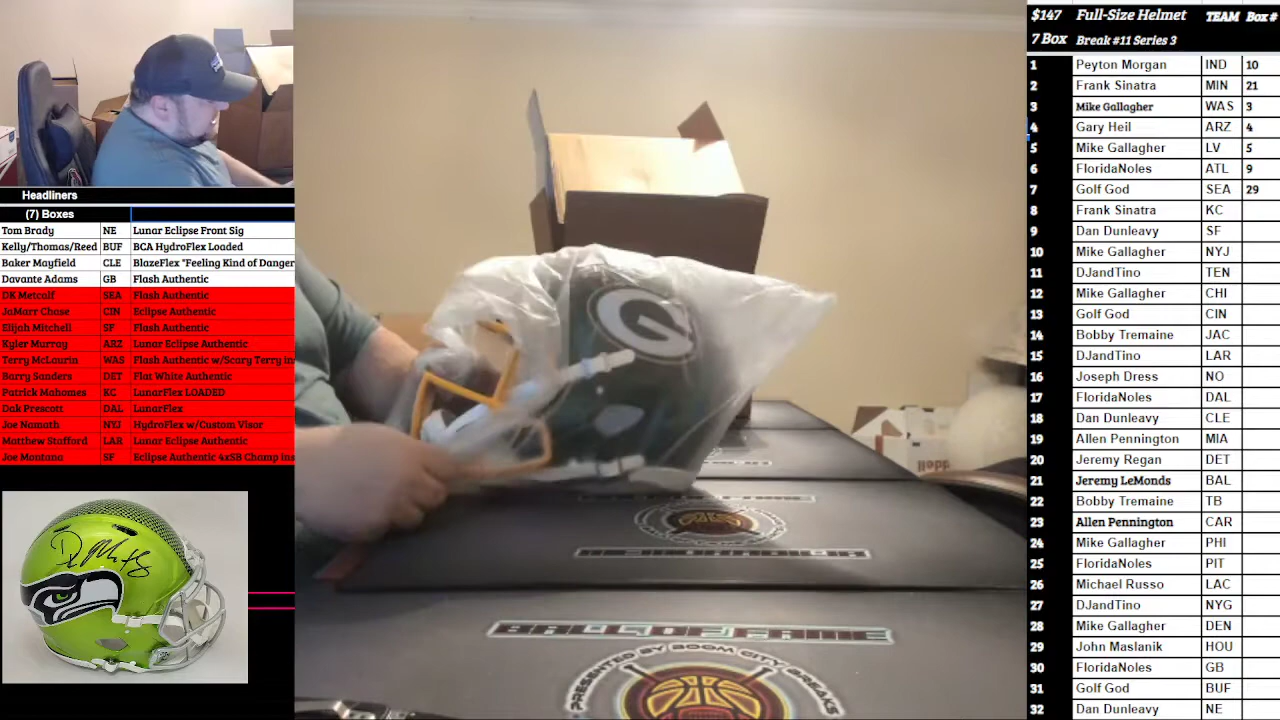 Headliners
(7) Boxes
Tom Brady NE Lunar Eclipse Front Sig
Kelly/Thomas/Reed BUF BCA HydroFlex Loaded
Baker Mayfield CLE BlazeFlex "Feeling Kind of Danger
Davante Adams GB Flash Authentic
DK Metcalf SEA Flash Authentic
JaMarr Chase CIN Eclipse Authentic
Elijah Mitchell SF Flash Authentic
Kyler Murray ARZ Lunar Eclipse Authentic
Terry McLaurin WAS Flash Authentic w/Scary Terry in
Barry Sanders DET Flat White Authentic
Patrick Mahomes KC LunarFlex LOADED
Dak Prescott DAL LunarFlex
Joe Namath NYJ HydroFlex w/Custom Visor
Matthew Stafford LAR Lunar Eclipse Authentic
Joe Montana SF Eclipse Authentic 4xSB Champ ins
PRESENTED BY BOOM CITY BREAKS
$147 Full-Size Helmet TEAM Box #
7 Box Break #11 Series 3
1 Peyton Morgan IND 10
2 Frank Sinatra MIN 21
3 Mike Gallagher WAS 3
4 Gary Heil ARZ 4
5 Mike Gallagher LV 5
6 FloridaNoles ATL 9
7 Golf God SEA 29
8 Frank Sinatra KC
9 Dan Dunleavy SF
10 Mike Gallagher NYJ
11 DJandTino TEN
12 Mike Gallagher CHI
13 Golf God CIN
14 Bobby Tremaine JAC
15 DJandTino LAR
16 Joseph Dress NO
17 FloridaNoles DAL
18 Dan Dunleavy CLE
19 Allen Pennington MIA
20 Jeremy Regan DET
21 Jeremy LeMonds BAL
22 Bobby Tremaine TB
23 Allen Pennington CAR
24 Mike Gallagher PHI
25 FloridaNoles PIT
26 Michael Russo LAC
27 DJandTino NYG
28 Mike Gallagher DEN
29 John Maslanik HOU
30 FloridaNoles GB
31 Golf God BUF
32 Dan Dunleavy NE